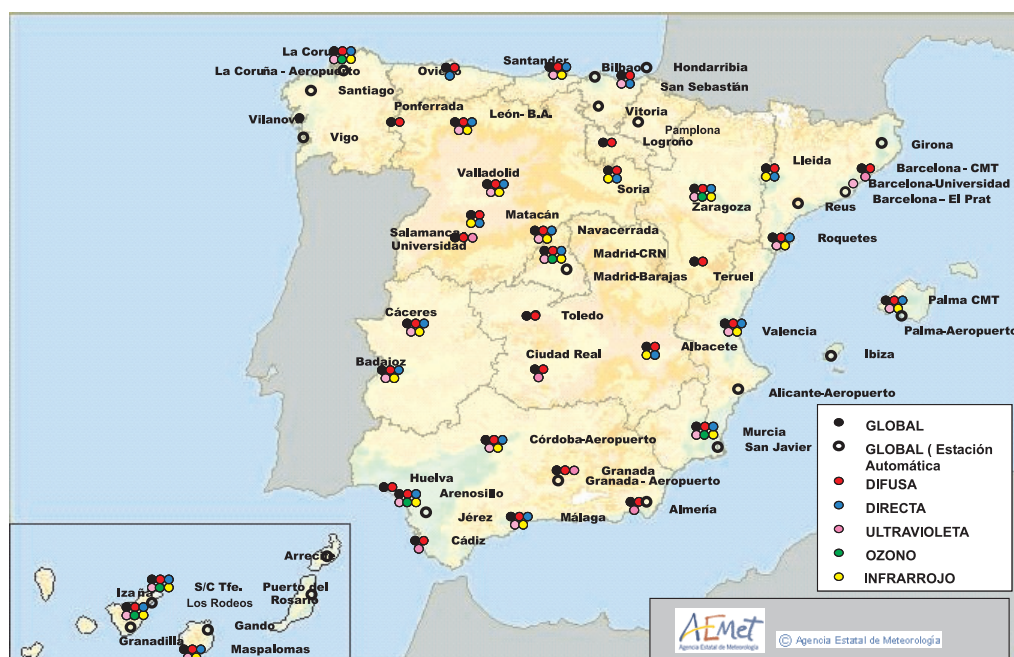 La Coruñ
La Coruña - Aeropuerto
Santiago
Vilanova
Vigo
Oviedo
Ponferrada
León- B.A.
Santander
Bilbao
Hondarribia
San Sebastián
Vitoria
Pamplona
Logroño
Girona
Lleida
Barcelona - CMT
Barcelona-Universidad
Barcelona – El Prat
Reus
Valladolid
Soria
Zaragoza
Matacán
Salamanca
Universidad
Navacerrada
Madrid-CRN
Madrid-Barajas
Roquetes
Teruel
Palma CMT
Palma-Aeropuerto
Cáceres
Toledo
Valencia
Ibiza
Badajoz
Ciudad Real
Albacete
Alicante-Aeropuerto
Córdoba-Aeropuerto
Murcia
San Javier
Huelva
Arenosillo
Granada
Granada - Aeropuerto
Jérez
Málaga
Almería
Cádiz
Arrecife
Izaña
S/C Tfe.
Los Rodeos
Puerto del
Rosario
Granadilla
Gando
Maspalomas
GLOBAL
GLOBAL ( Estación
Automática
DIFUSA
DIRECTA
ULTRAVIOLETA
OZONO
INFRARROJO
AEMet
Agencia Estatal de Meteorología
© Agencia Estatal de Meteorología